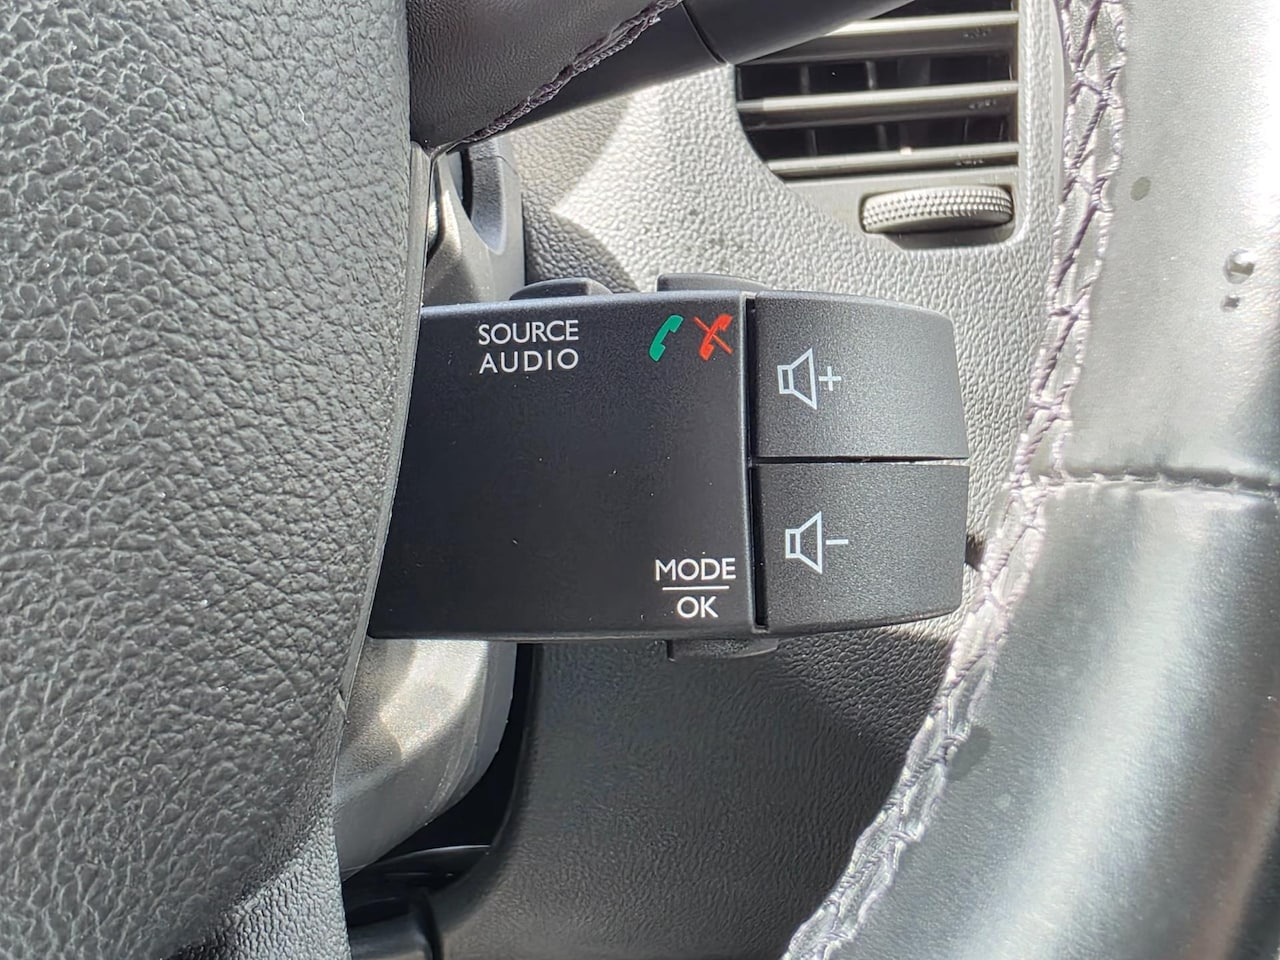 SOURCE
AUDIO
+
-
MODE
OK